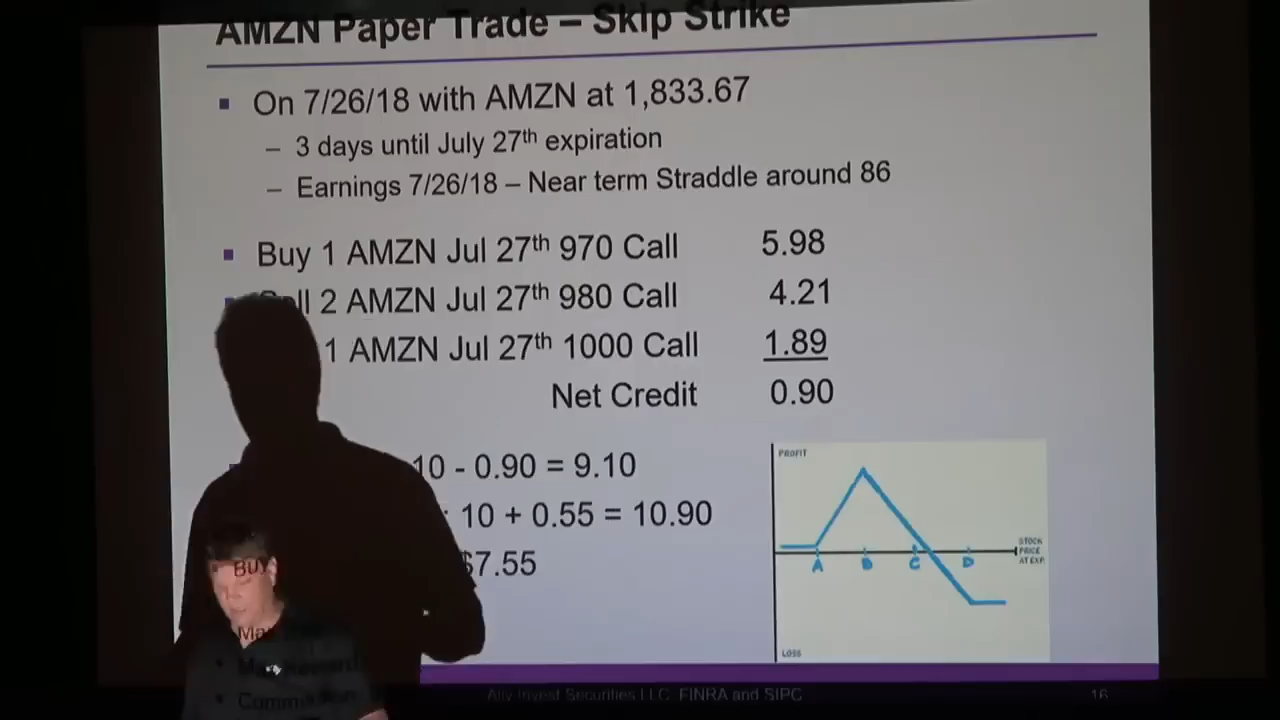 AMZN Paper Trade – Skip Strike
▪ On 7/26/18 with AMZN at 1,833.67
– 3 days until July 27th expiration
– Earnings 7/26/18 – Near term Straddle around 86
▪ Buy 1 AMZN Jul 27th 970 Call 5.98
2 AMZN Jul 27th 980 Call 4.21
1 AMZN Jul 27th 1000 Call 1.89
Net Credit 0.90
10 - 0.90 = 9.10
: 10 + 0.55 = 10.90
$7.55
PROFIT
STOCK
PRICE
AT EXP.
A B C D
LOSS
Buy
Ally Invest Securities LLC, FINRA and SIPC 16